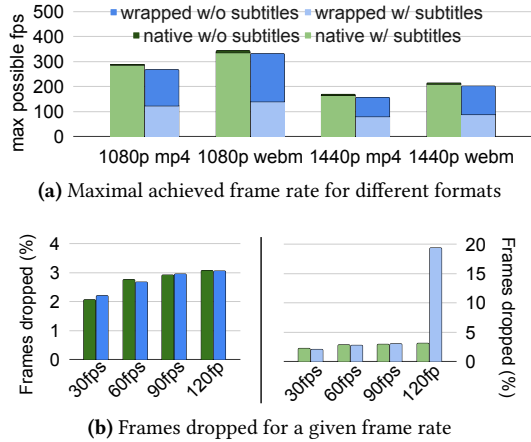 wrapped w/o subtitles wrapped w/ subtitles
native w/o subtitles native w/ subtitles
max possible fps
400
300
200
100
0
1080p mp4 1080p webm 1440p mp4 1440p webm
(a) Maximal achieved frame rate for different formats
Frames dropped (%)
4
3
2
1
0
30fps 60fps 90fps 120fp
20
15
10
5
0
Frames dropped (%)
30fps 60fps 90fps 120fp
(b) Frames dropped for a given frame rate